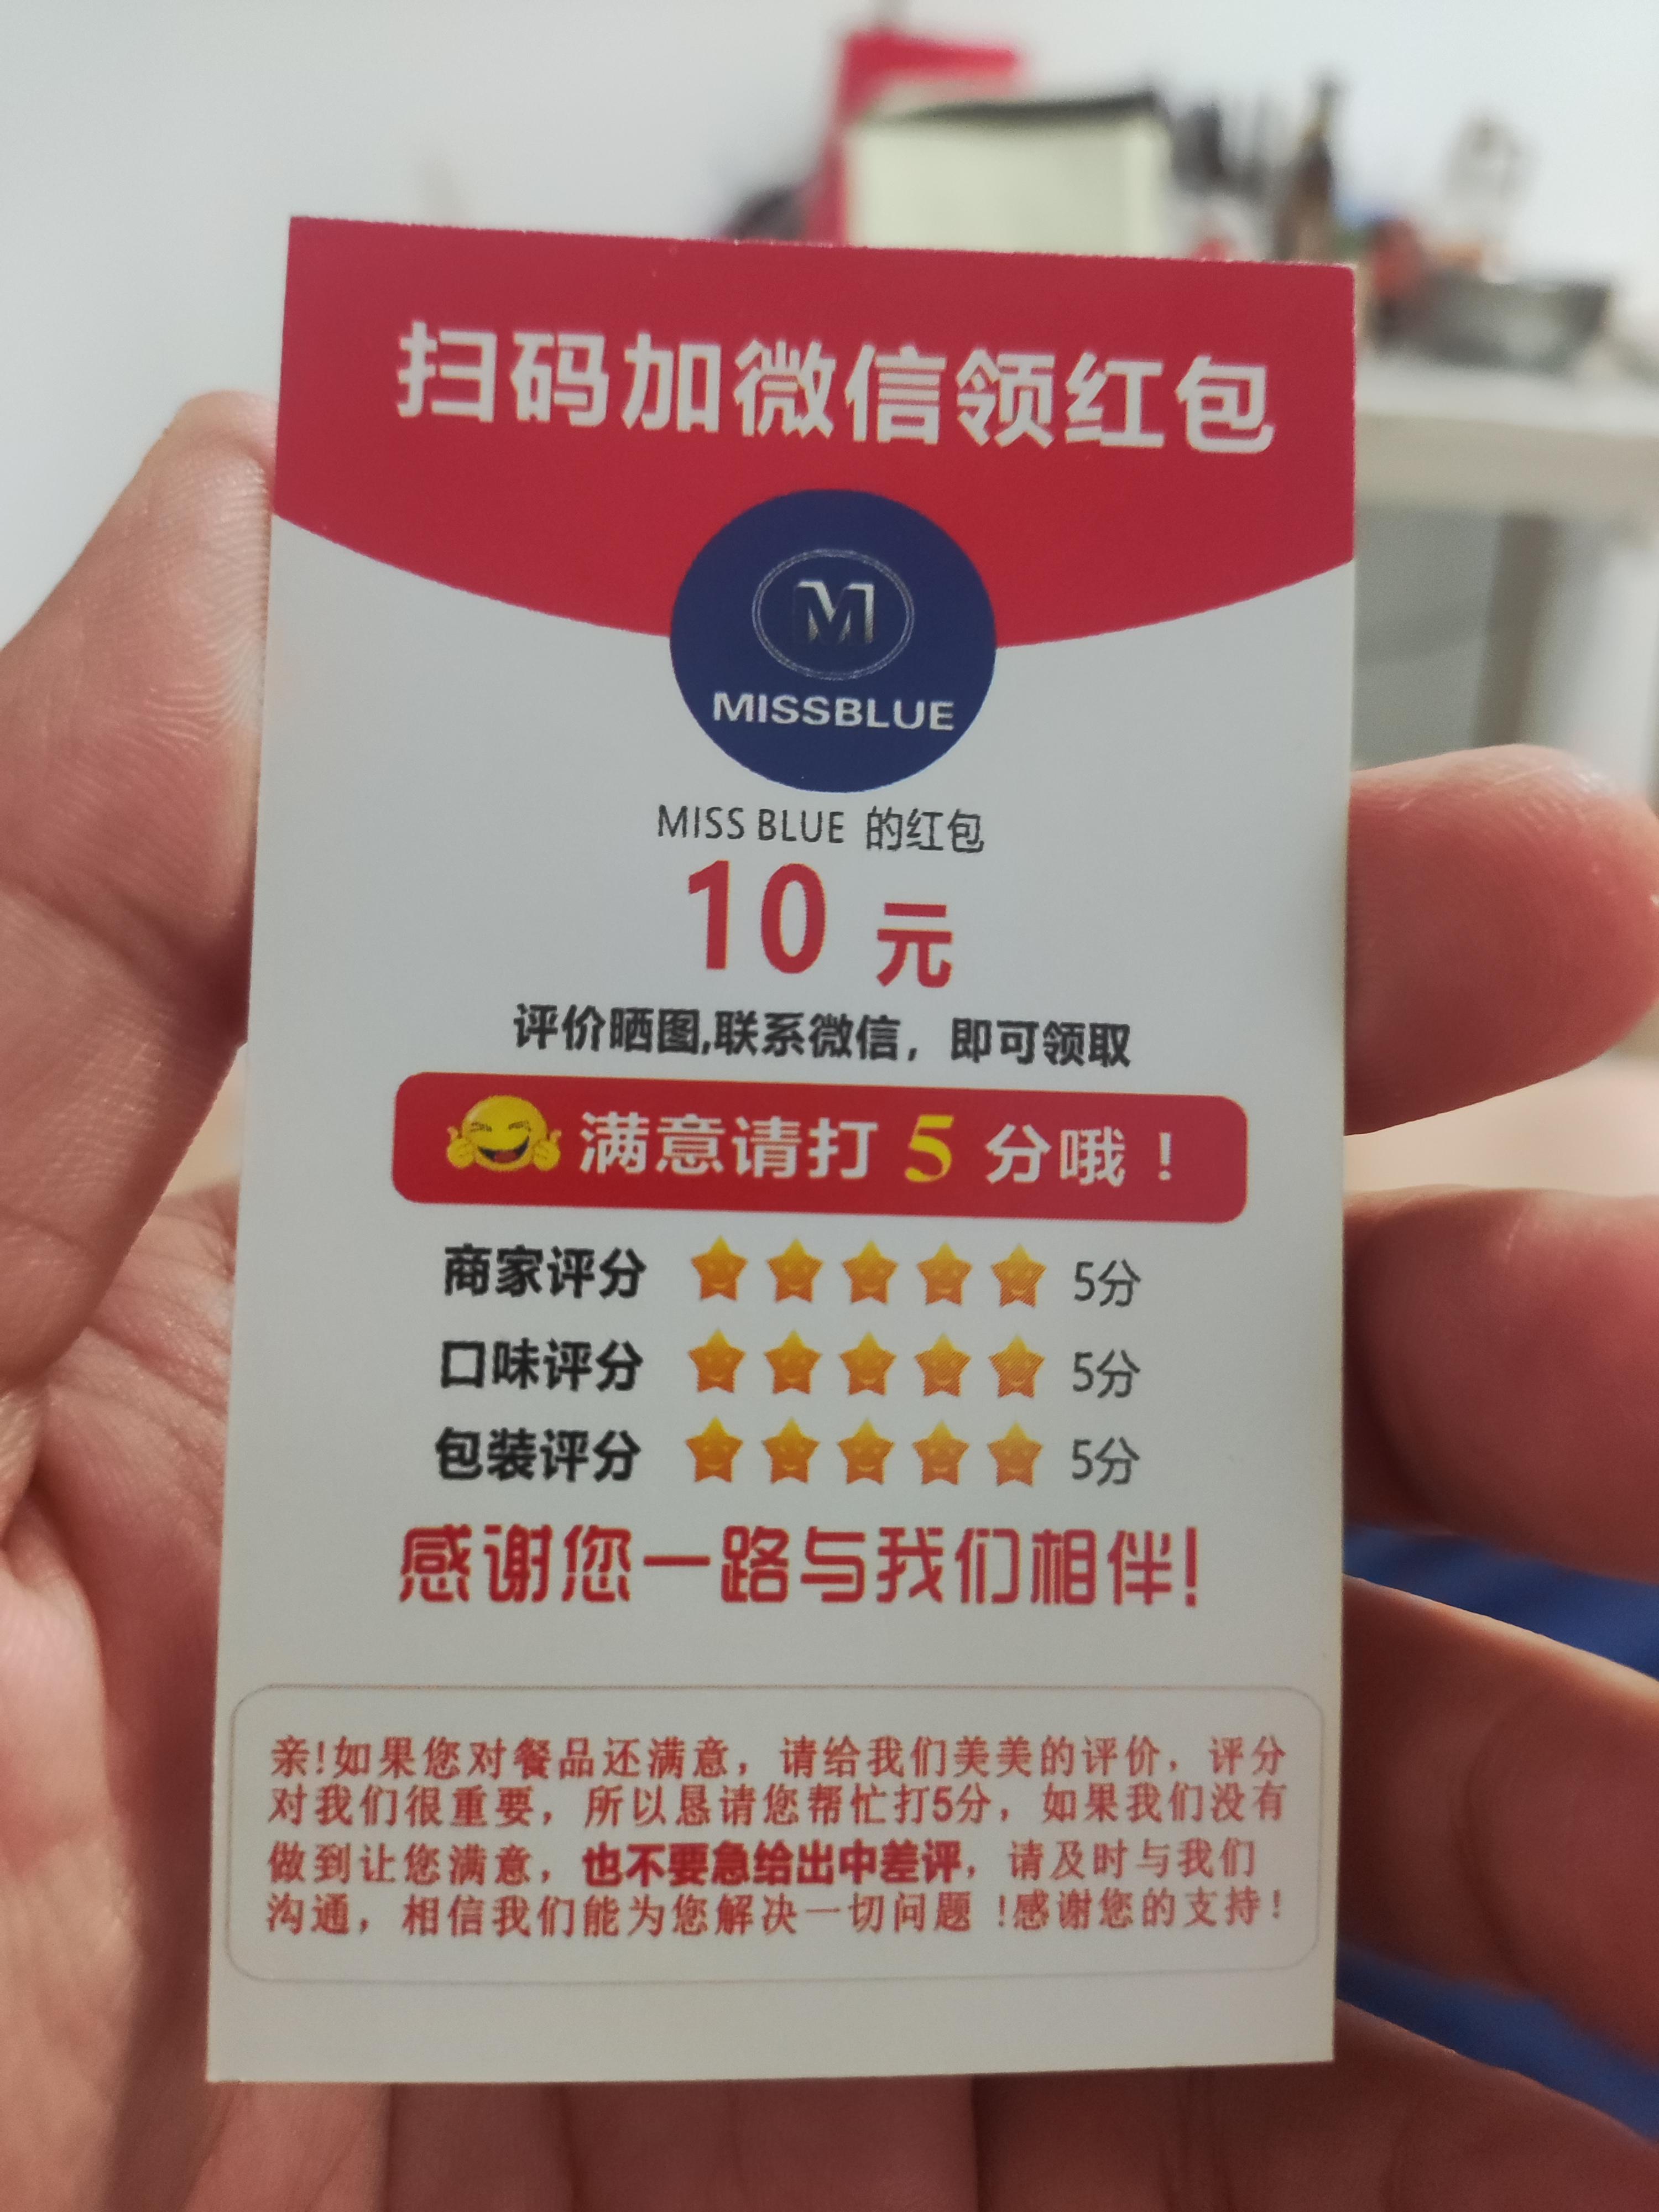 扫码加微信领红包
M
MISSBLUE
MISS BLUE 的红包
10 元
评价晒图,联系微信，即可领取
满意请打 5 分哦！
商家评分 5分
口味评分 5分
包装评分 5分
感谢您一路与我们相伴!
亲!如果您对餐品还满意，请给我们美美的评价，评分
对我们很重要，所以恳请您帮忙打5分，如果我们没有
做到让您满意，也不要急给出中差评，请及时与我们
沟通，相信我们能为您解决一切问题 !感谢您的支持!